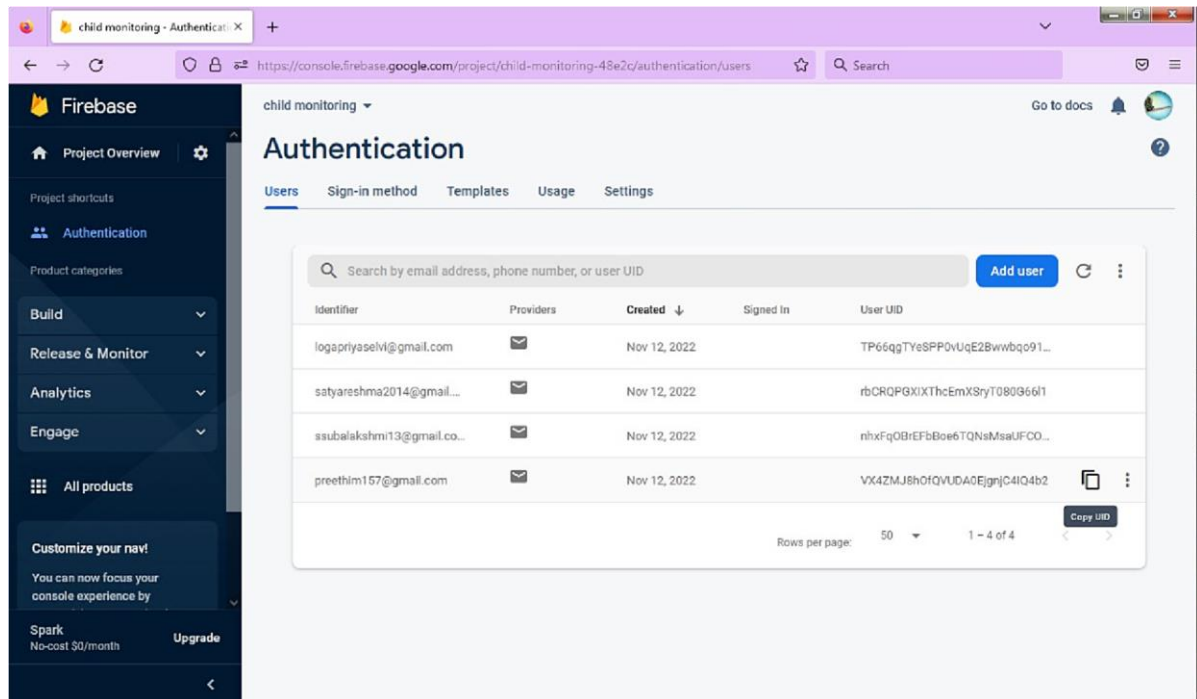 child monitoring - Authenticati
https://console.firebase.google.com/project/child-monitoring-48e2c/authentication/users
Search
Firebase
Project Overview
Project shortcuts
Authentication
Product categories
Build
Release & Monitor
Analytics
Engage
All products
Customize your nav!
You can now focus your
console experience by
Spark
No-cost $0/month
Upgrade
child monitoring
Go to docs
Authentication
Users Sign-in method Templates Usage Settings
Search by email address, phone number, or user UID
Add user
Identifier Providers Created Signed In User UID
logapriyaselvi@gmail.com Nov 12, 2022 TP66qgTYeSPP0vUqE2Bwwbqo91...
satyareshma2014@gmail.... Nov 12, 2022
ssubalakshmi13@gmail.co... Nov 12, 2022
preethim157@gmail.com Nov 12, 2022
Copy UID
Rows per page: 50 1 – 4 of 4